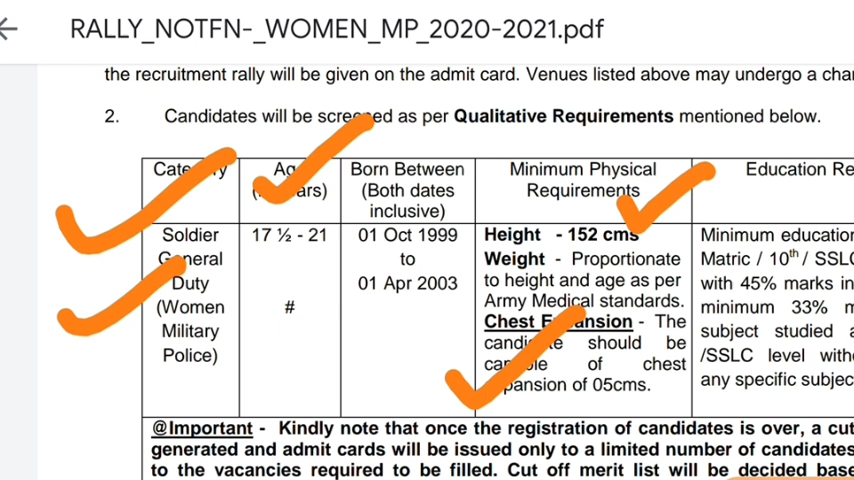 RALLY_NOTFN-_WOMEN_MP_2020-2021.pdf
the recruitment rally will be given on the admit card. Venues listed above may undergo a cha
2. Candidates will be screened as per Qualitative Requirements mentioned below.
Category
Age
Born Between
(Both dates
inclusive)
Minimum Physical
Requirements
Education Re
Soldier
General
Duty
(Women
Military
Police)
17 ½ - 21
#
01 Oct 1999
to
01 Apr 2003
Height - 152 cms
Weight - Proportionate
to height and age as per
Army Medical standards.
Chest Expansion - The
candidate should be
capable of chest
expansion of 05cms.
Minimum education
Matric / 10th / SSLC
with 45% marks in
minimum 33% m
subject studied a
/SSLC level with
any specific subjec
@Important - Kindly note that once the registration of candidates is over, a cut
generated and admit cards will be issued only to a limited number of candidates
to the vacancies required to be filled. Cut off merit list will be decided base